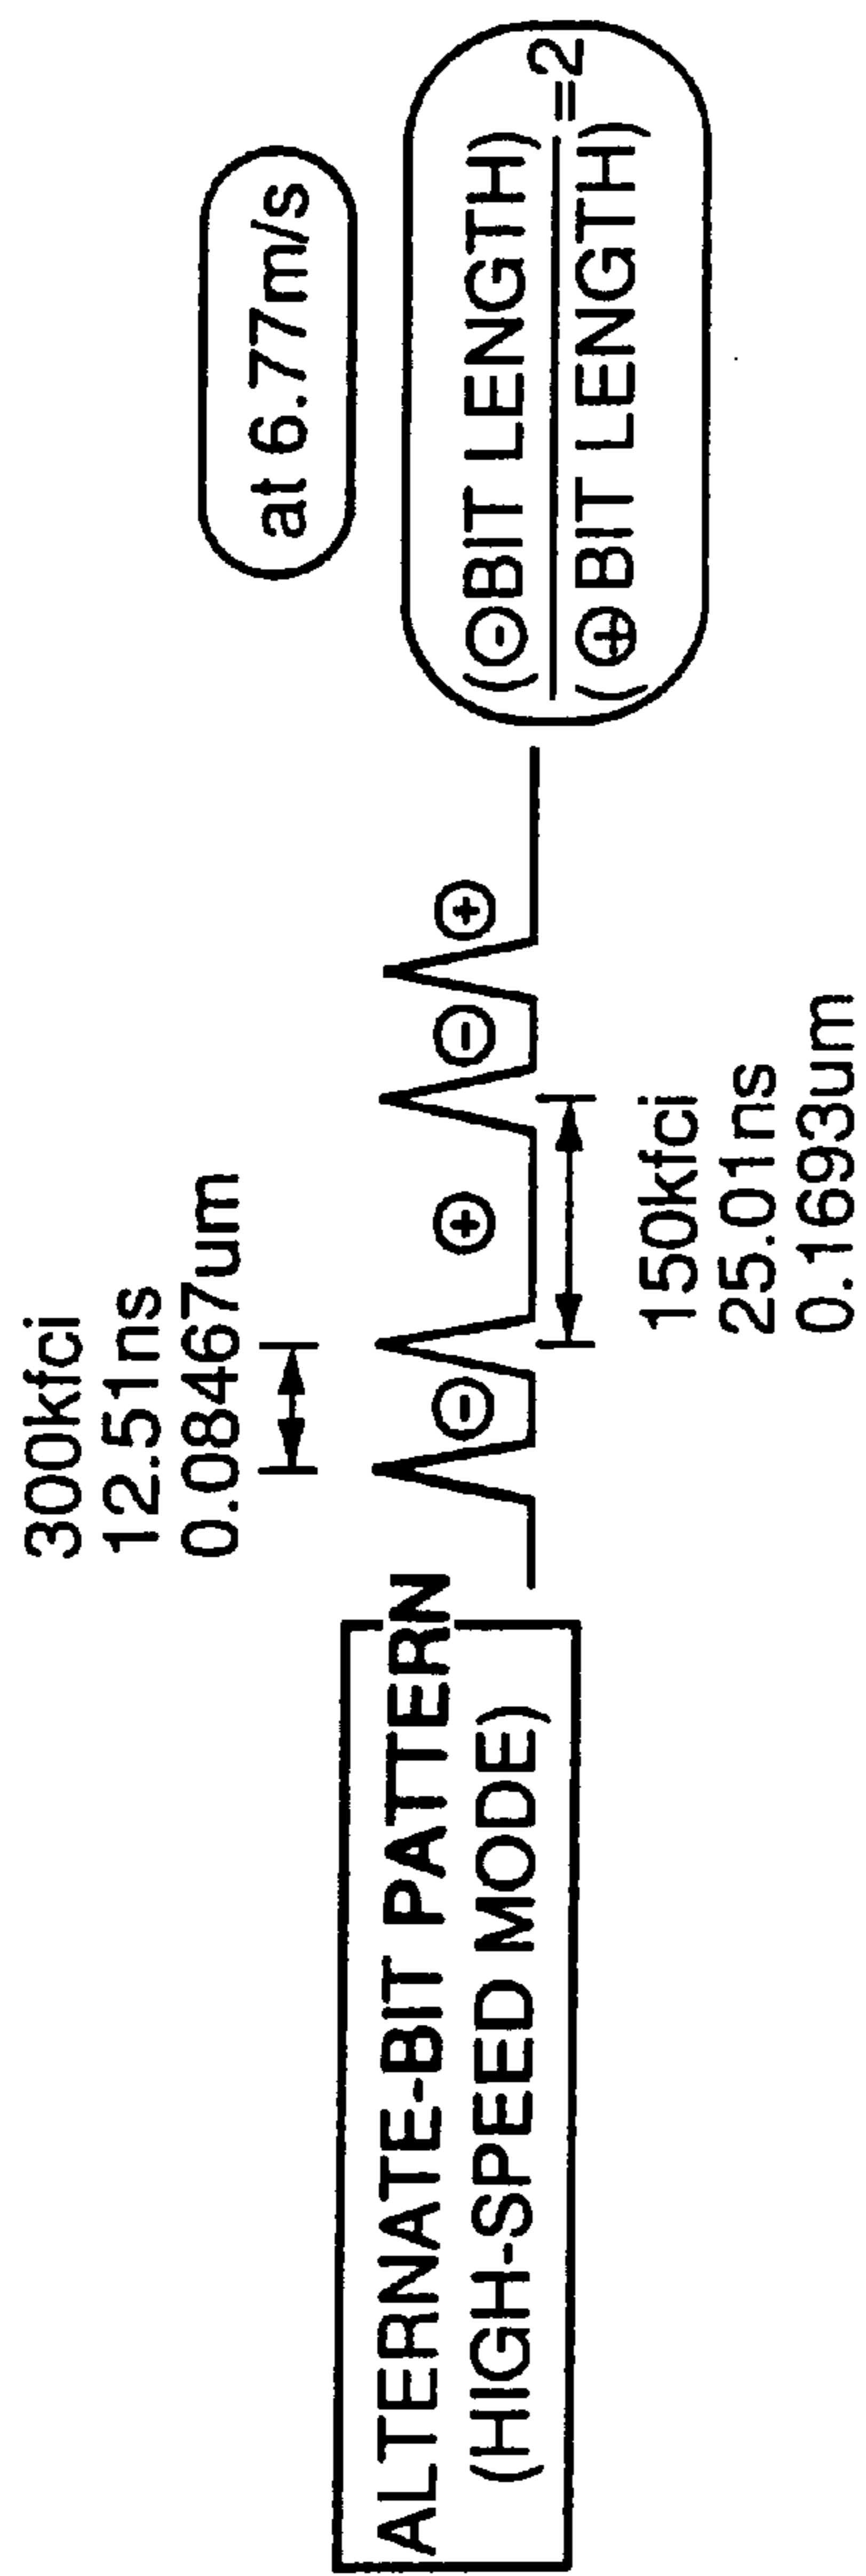 ALTERNATE-BIT PATTERN
(HIGH-SPEED MODE)
300kfci
12.51ns
0.08467um
⊖ ⊕ ⊖ ⊕
150kfci
25.01ns
0.1693um
at 6.77m/s
(⊖BIT LENGTH)
(⊕ BIT LENGTH)
=2